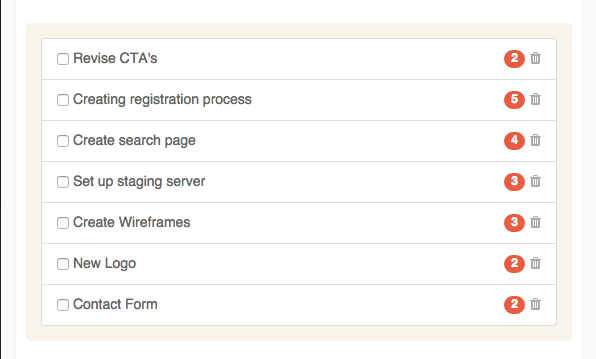 Revise CTA's 2
Creating registration process 5
Create search page 4
Set up staging server 3
Create Wireframes 3
New Logo 2
Contact Form 2